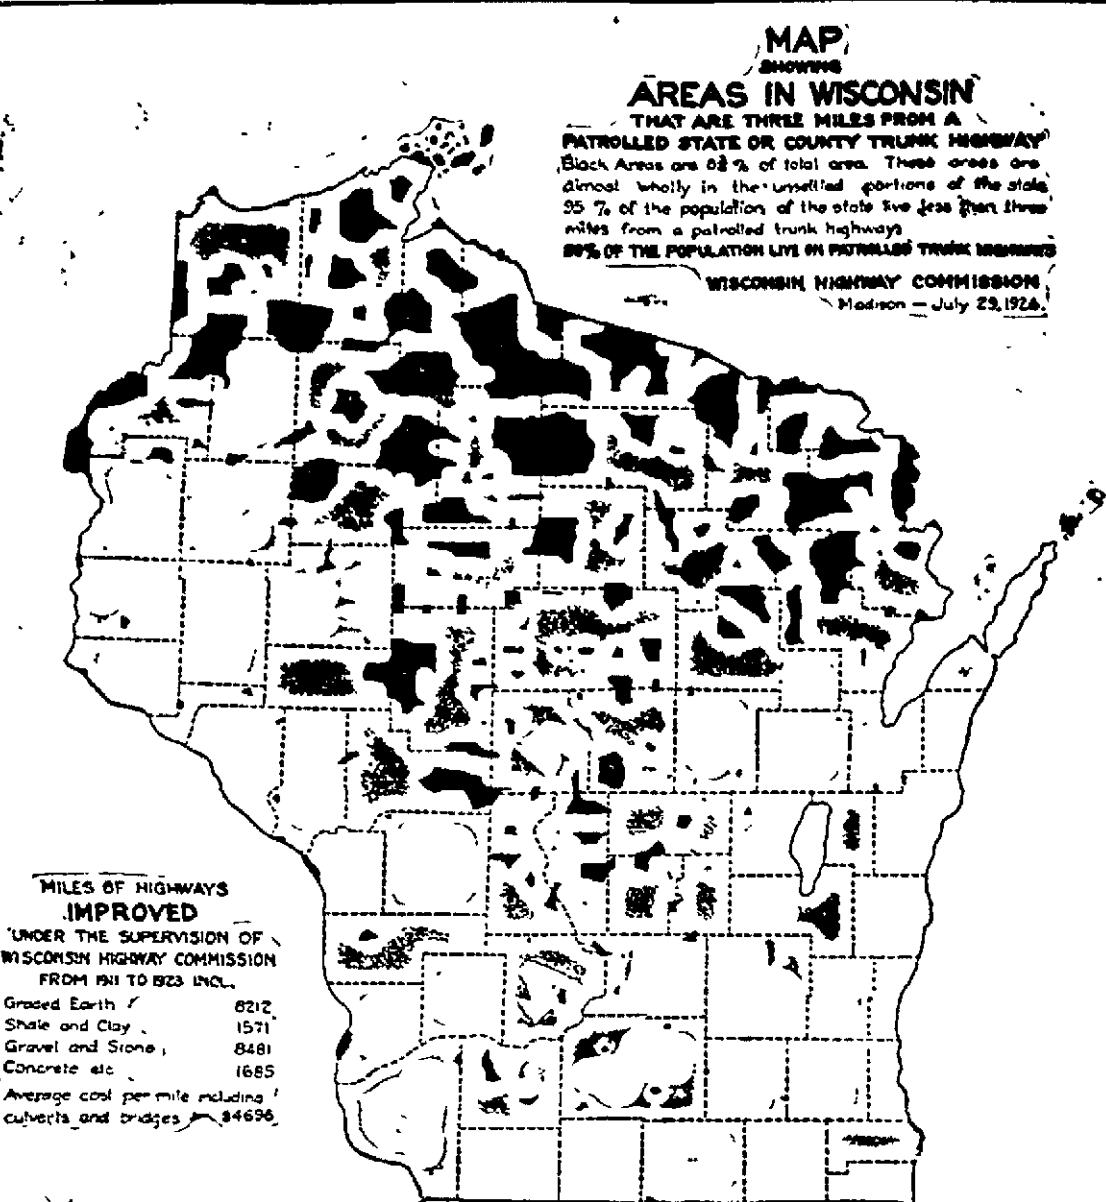 MAP
SHOWING
AREAS IN WISCONSIN
THAT ARE THREE MILES FROM A
PATROLLED STATE OR COUNTY TRUNK HIGHWAY
Black Areas are % of total area. These areas are
almost wholly in the unsettled portions of the state
95 % of the population of the state live less than three
miles from a patrolled trunk highways
% OF THE POPULATION LIVE ON PATROLLED TRUNK HIGHWAYS
WISCONSIN HIGHWAY COMMISSION
Madison — July 29,
MILES OF HIGHWAYS
IMPROVED
UNDER THE SUPERVISION OF
WISCONSIN HIGHWAY COMMISSION
FROM 1911 TO 1923 INCL.
Graded Earth 8212
Shale and Clay 1571
Gravel and Stone 8481
Concrete etc 1685
Average cost per mile including
culverts and bridges $4696